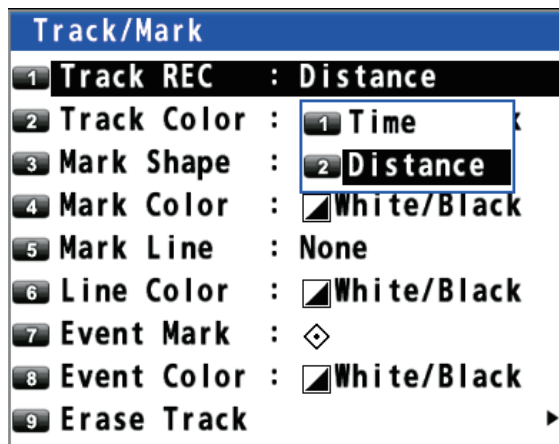 Track/Mark
1 Track REC : Distance
2 Track Color :
1 Time
3 Mark Shape :
2 Distance
4 Mark Color : White/Black
5 Mark Line : None
6 Line Color : White/Black
7 Event Mark :
8 Event Color : White/Black
9 Erase Track